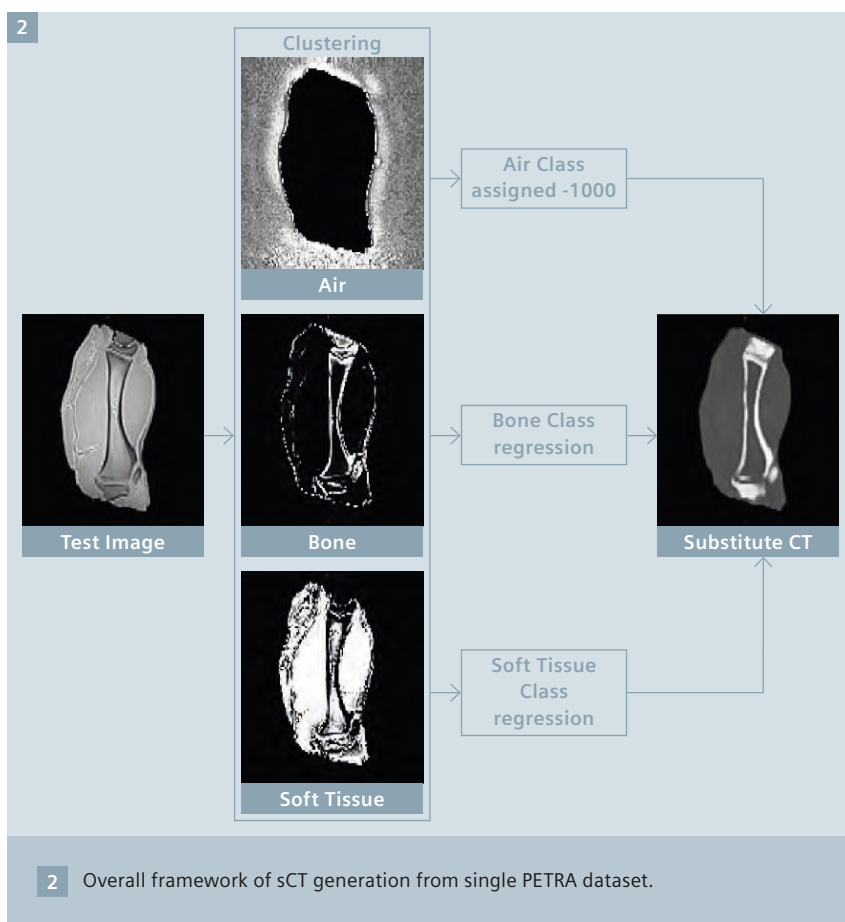 2
Clustering
Air Class
assigned -1000
Air
Test Image
Bone
Bone Class
regression
Substitute CT
Soft Tissue
Class
regression
Soft Tissue
2 Overall framework of sCT generation from single PETRA dataset.